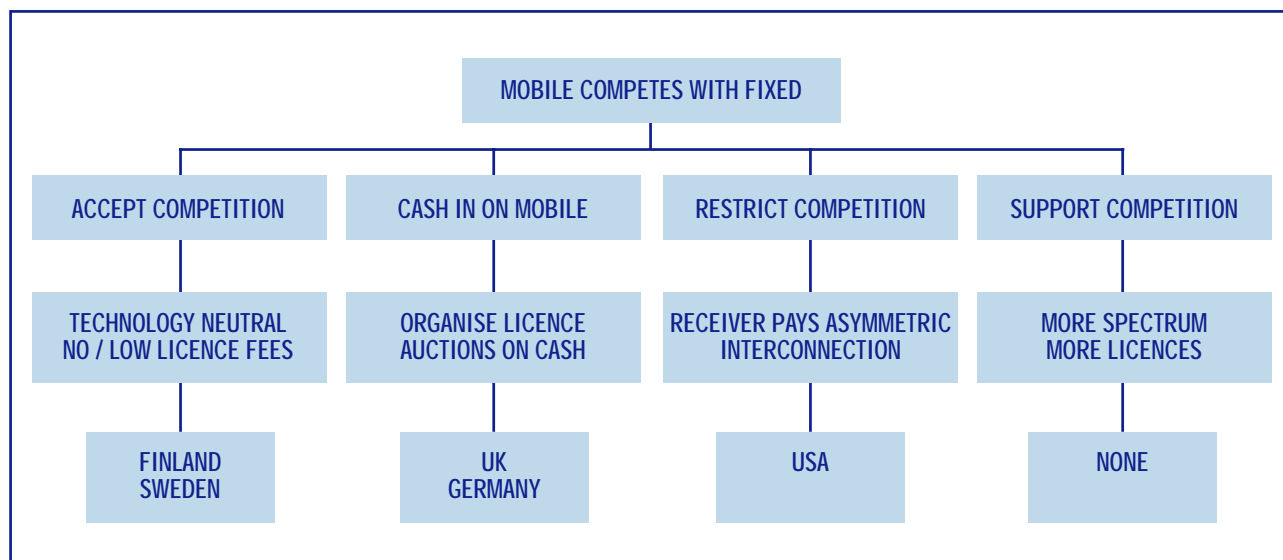 MOBILE COMPETES WITH FIXED
ACCEPT COMPETITION
CASH IN ON MOBILE
RESTRICT COMPETITION
SUPPORT COMPETITION
TECHNOLOGY NEUTRAL
NO / LOW LICENCE FEES
ORGANISE LICENCE
AUCTIONS ON CASH
RECEIVER PAYS ASYMMETRIC
INTERCONNECTION
MORE SPECTRUM
MORE LICENCES
FINLAND
SWEDEN
UK
GERMANY
USA
NONE